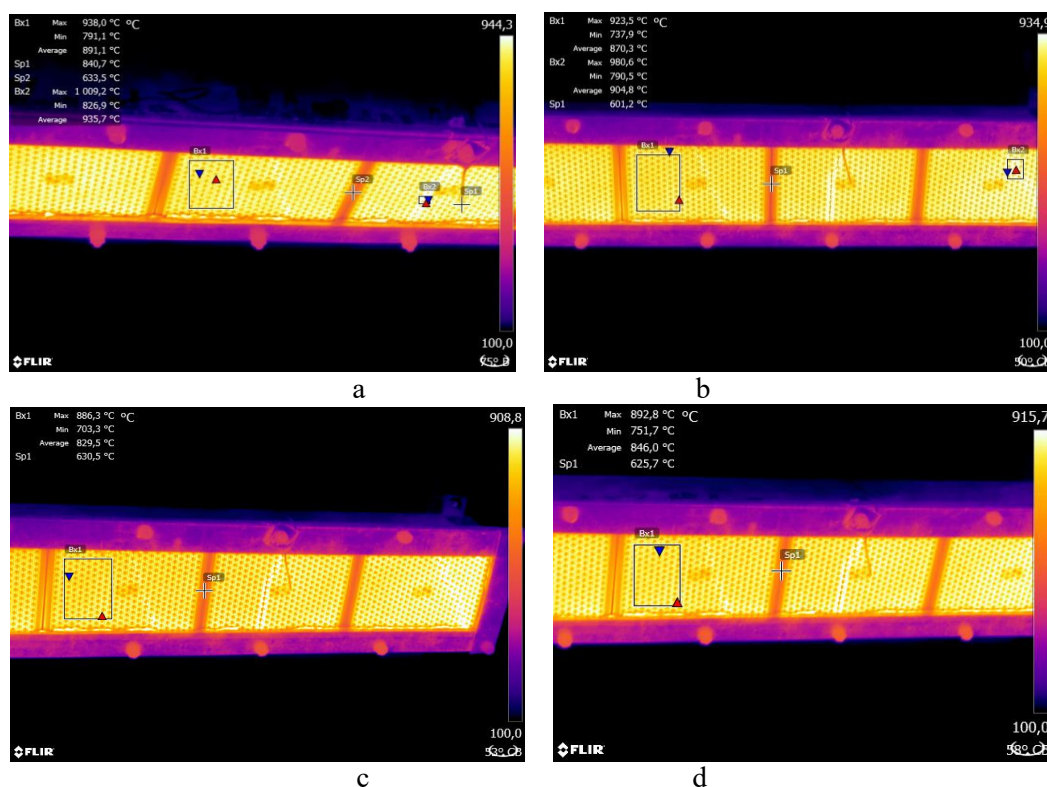 Bx1 Max 938,0 °C °C 944,3
Min 791,1 °C
Average 891,1 °C
Sp1 840,7 °C
Sp2 633,5 °C
Bx2 Max 1 009,2 °C
Min 826,9 °C
Average 935,7 °C
Bx1
Sp2
Bx2
Sp1
100,0
FLIR
a
Bx1 Max 923,5 °C °C 934,9
Min 737,9 °C
Average 870,3 °C
Bx2 Max 980,6 °C
Min 790,5 °C
Average 904,8 °C
Sp1 601,2 °C
Bx1
Bx2
Sp1
100,0
FLIR
b
Bx1 Max 886,3 °C °C 908,8
Min 703,3 °C
Average 829,5 °C
Sp1 630,5 °C
Bx1
Sp1
100,0
FLIR
c
Bx1 Max 892,8 °C °C 915,7
Min 751,7 °C
Average 846,0 °C
Sp1 625,7 °C
Bx1
Sp1
100,0
FLIR
d